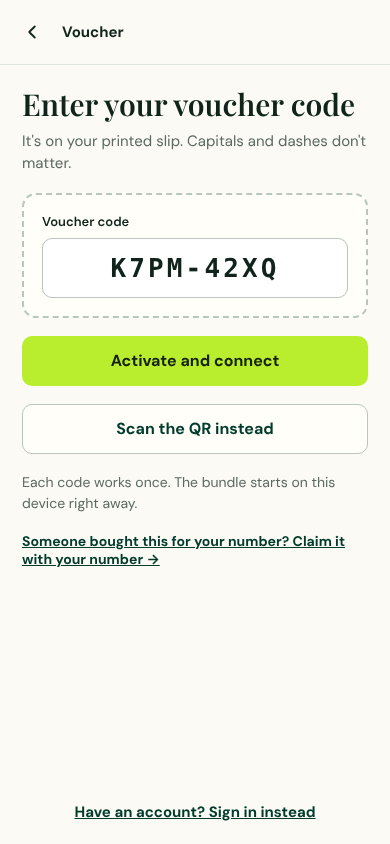 Voucher
Enter your voucher code
It's on your printed slip. Capitals and dashes don't
matter.
Voucher code
K7PM-42XQ
Activate and connect
Scan the QR instead
Each code works once. The bundle starts on this
device right away.
Someone bought this for your number? Claim it
with your number →
Have an account? Sign in instead